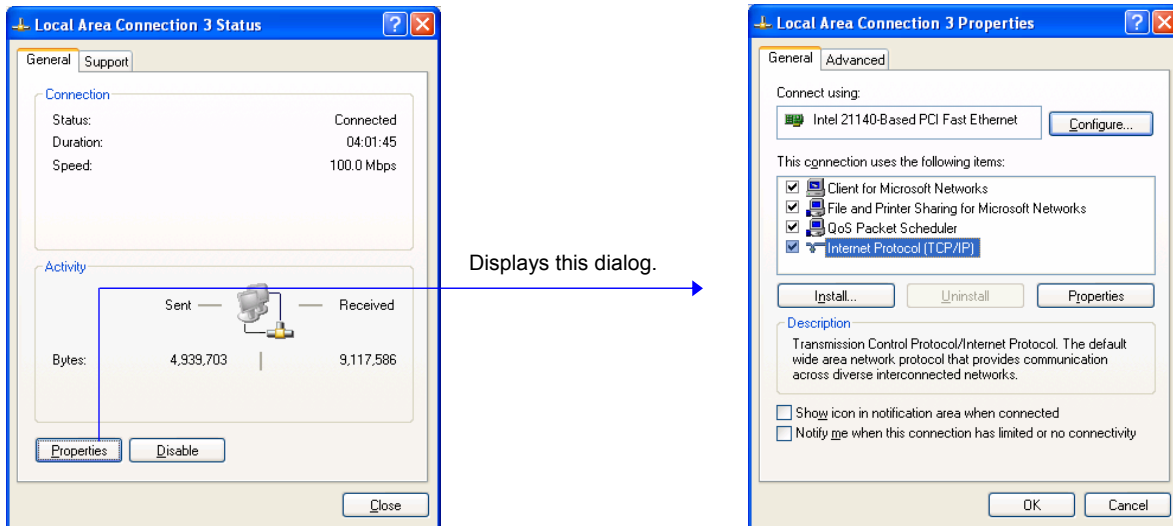 Local Area Connection 3 Status
General Support
Connection
Status: Connected
Duration: 04:01:45
Speed: 100.0 Mbps
Activity
Sent Received
Bytes: 4,939,703 9,117,586
Properties Disable
Close
Displays this dialog.
Local Area Connection 3 Properties
General Advanced
Connect using:
Intel 21140-Based PCI Fast Ethernet Configure...
This connection uses the following items:
Client for Microsoft Networks
File and Printer Sharing for Microsoft Networks
QoS Packet Scheduler
Internet Protocol (TCP/IP)
Install... Uninstall Properties
Description
Transmission Control Protocol/Internet Protocol. The default
wide area network protocol that provides communication
across diverse interconnected networks.
Show icon in notification area when connected
Notify me when this connection has limited or no connectivity
OK Cancel